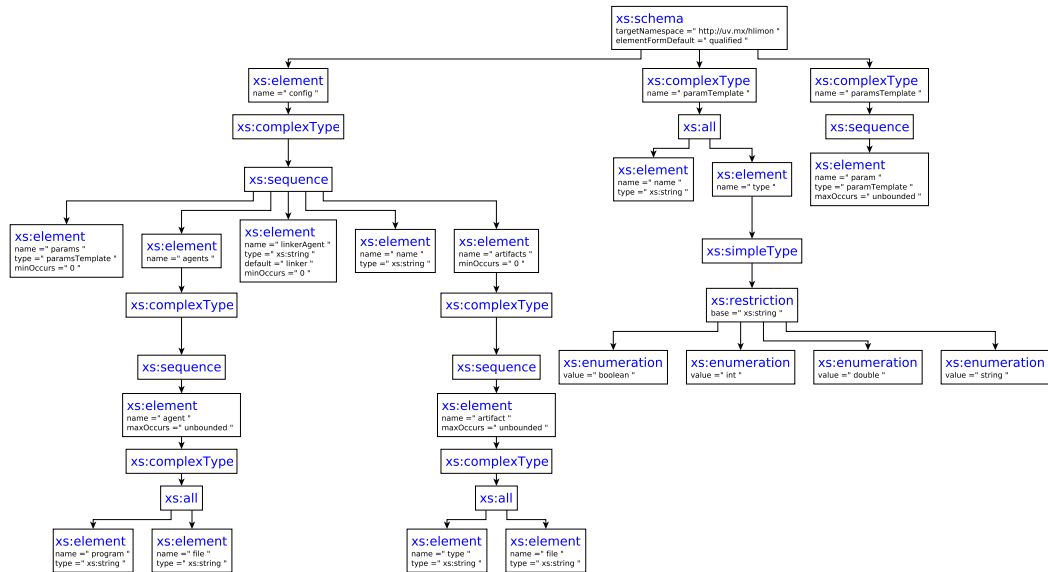 xs:schema
targetNamespace =" http://uv.mx/hlimon "
elementFormDefault =" qualified "
xs:element
name =" config "
xs:complexType
name =" paramTemplate "
xs:complexType
name =" paramsTemplate "
xs:complexType
xs:all
xs:sequence
xs:sequence
xs:element
name =" name "
type =" xs:string "
xs:element
name =" type "
xs:element
name =" param "
type =" paramTemplate "
maxOccurs =" unbounded "
xs:element
name =" params "
type =" paramsTemplate "
minOccurs =" 0 "
xs:element
name =" agents "
xs:element
name =" linkerAgent "
type =" xs:string "
default =" linker "
minOccurs =" 0 "
xs:element
name =" name "
type =" xs:string "
xs:element
name =" artifacts "
minOccurs =" 0 "
xs:simpleType
xs:complexType
xs:complexType
xs:restriction
base =" xs:string "
xs:sequence
xs:sequence
xs:enumeration
value =" boolean "
xs:enumeration
value =" int "
xs:enumeration
value =" double "
xs:enumeration
value =" string "
xs:element
name =" agent "
maxOccurs =" unbounded "
xs:element
name =" artifact "
maxOccurs =" unbounded "
xs:complexType
xs:complexType
xs:all
xs:all
xs:element
name =" program "
type =" xs:string "
xs:element
name =" file "
type =" xs:string "
xs:element
name =" type "
type =" xs:string "
xs:element
name =" file "
type =" xs:string "